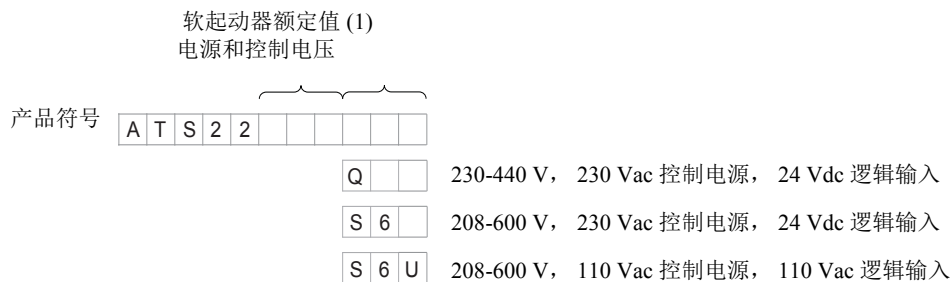 软起动器额定值 (1)
电源和控制电压
产品符号 A T S 2 2
Q 230-440 V， 230 Vac 控制电源， 24 Vdc 逻辑输入
S 6 208-600 V， 230 Vac 控制电源， 24 Vdc 逻辑输入
S 6 U 208-600 V， 110 Vac 控制电源， 110 Vac 逻辑输入